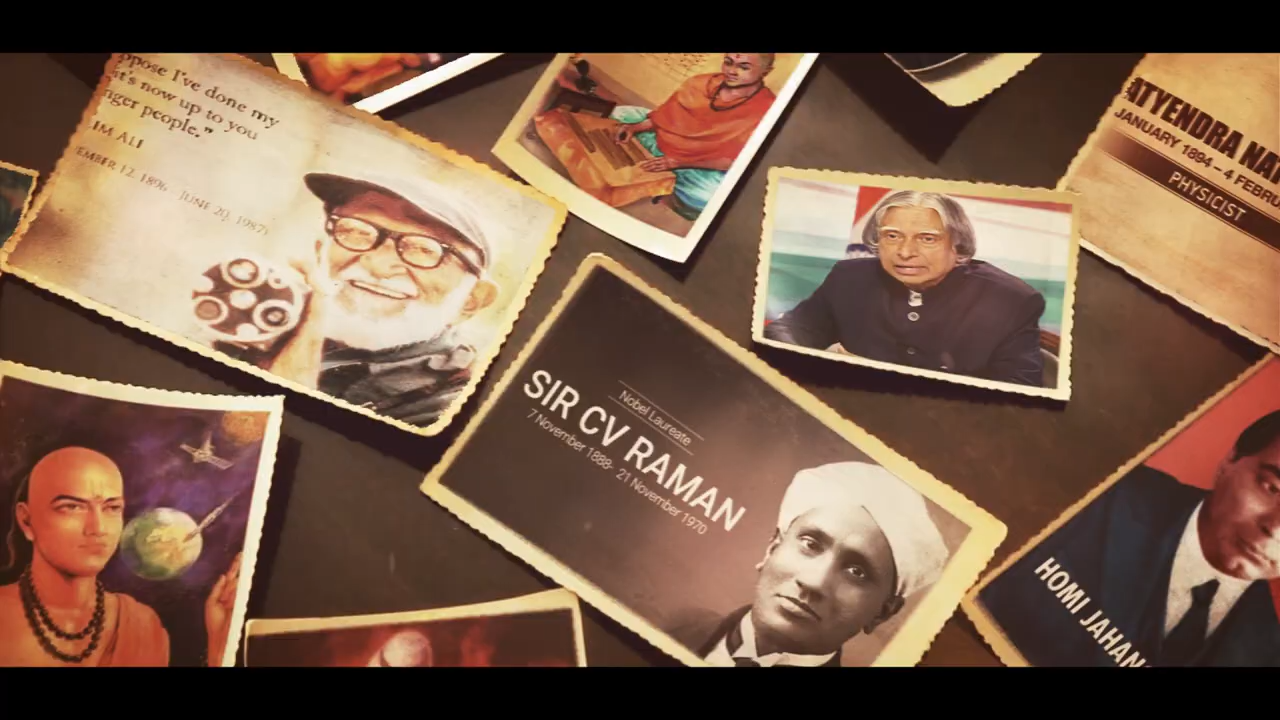 ppose I've done my
it's now up to you
nger people."
IM ALI
EMBER 12, 1896 JUNE 20, 1987)
ATYENDRA NA
JANUARY 1894 – 4 FEBRU
PHYSICIST
Nobel Laureate
SIR CV RAMAN
7 November 1888- 21 November 1970
HOMI JAHAN